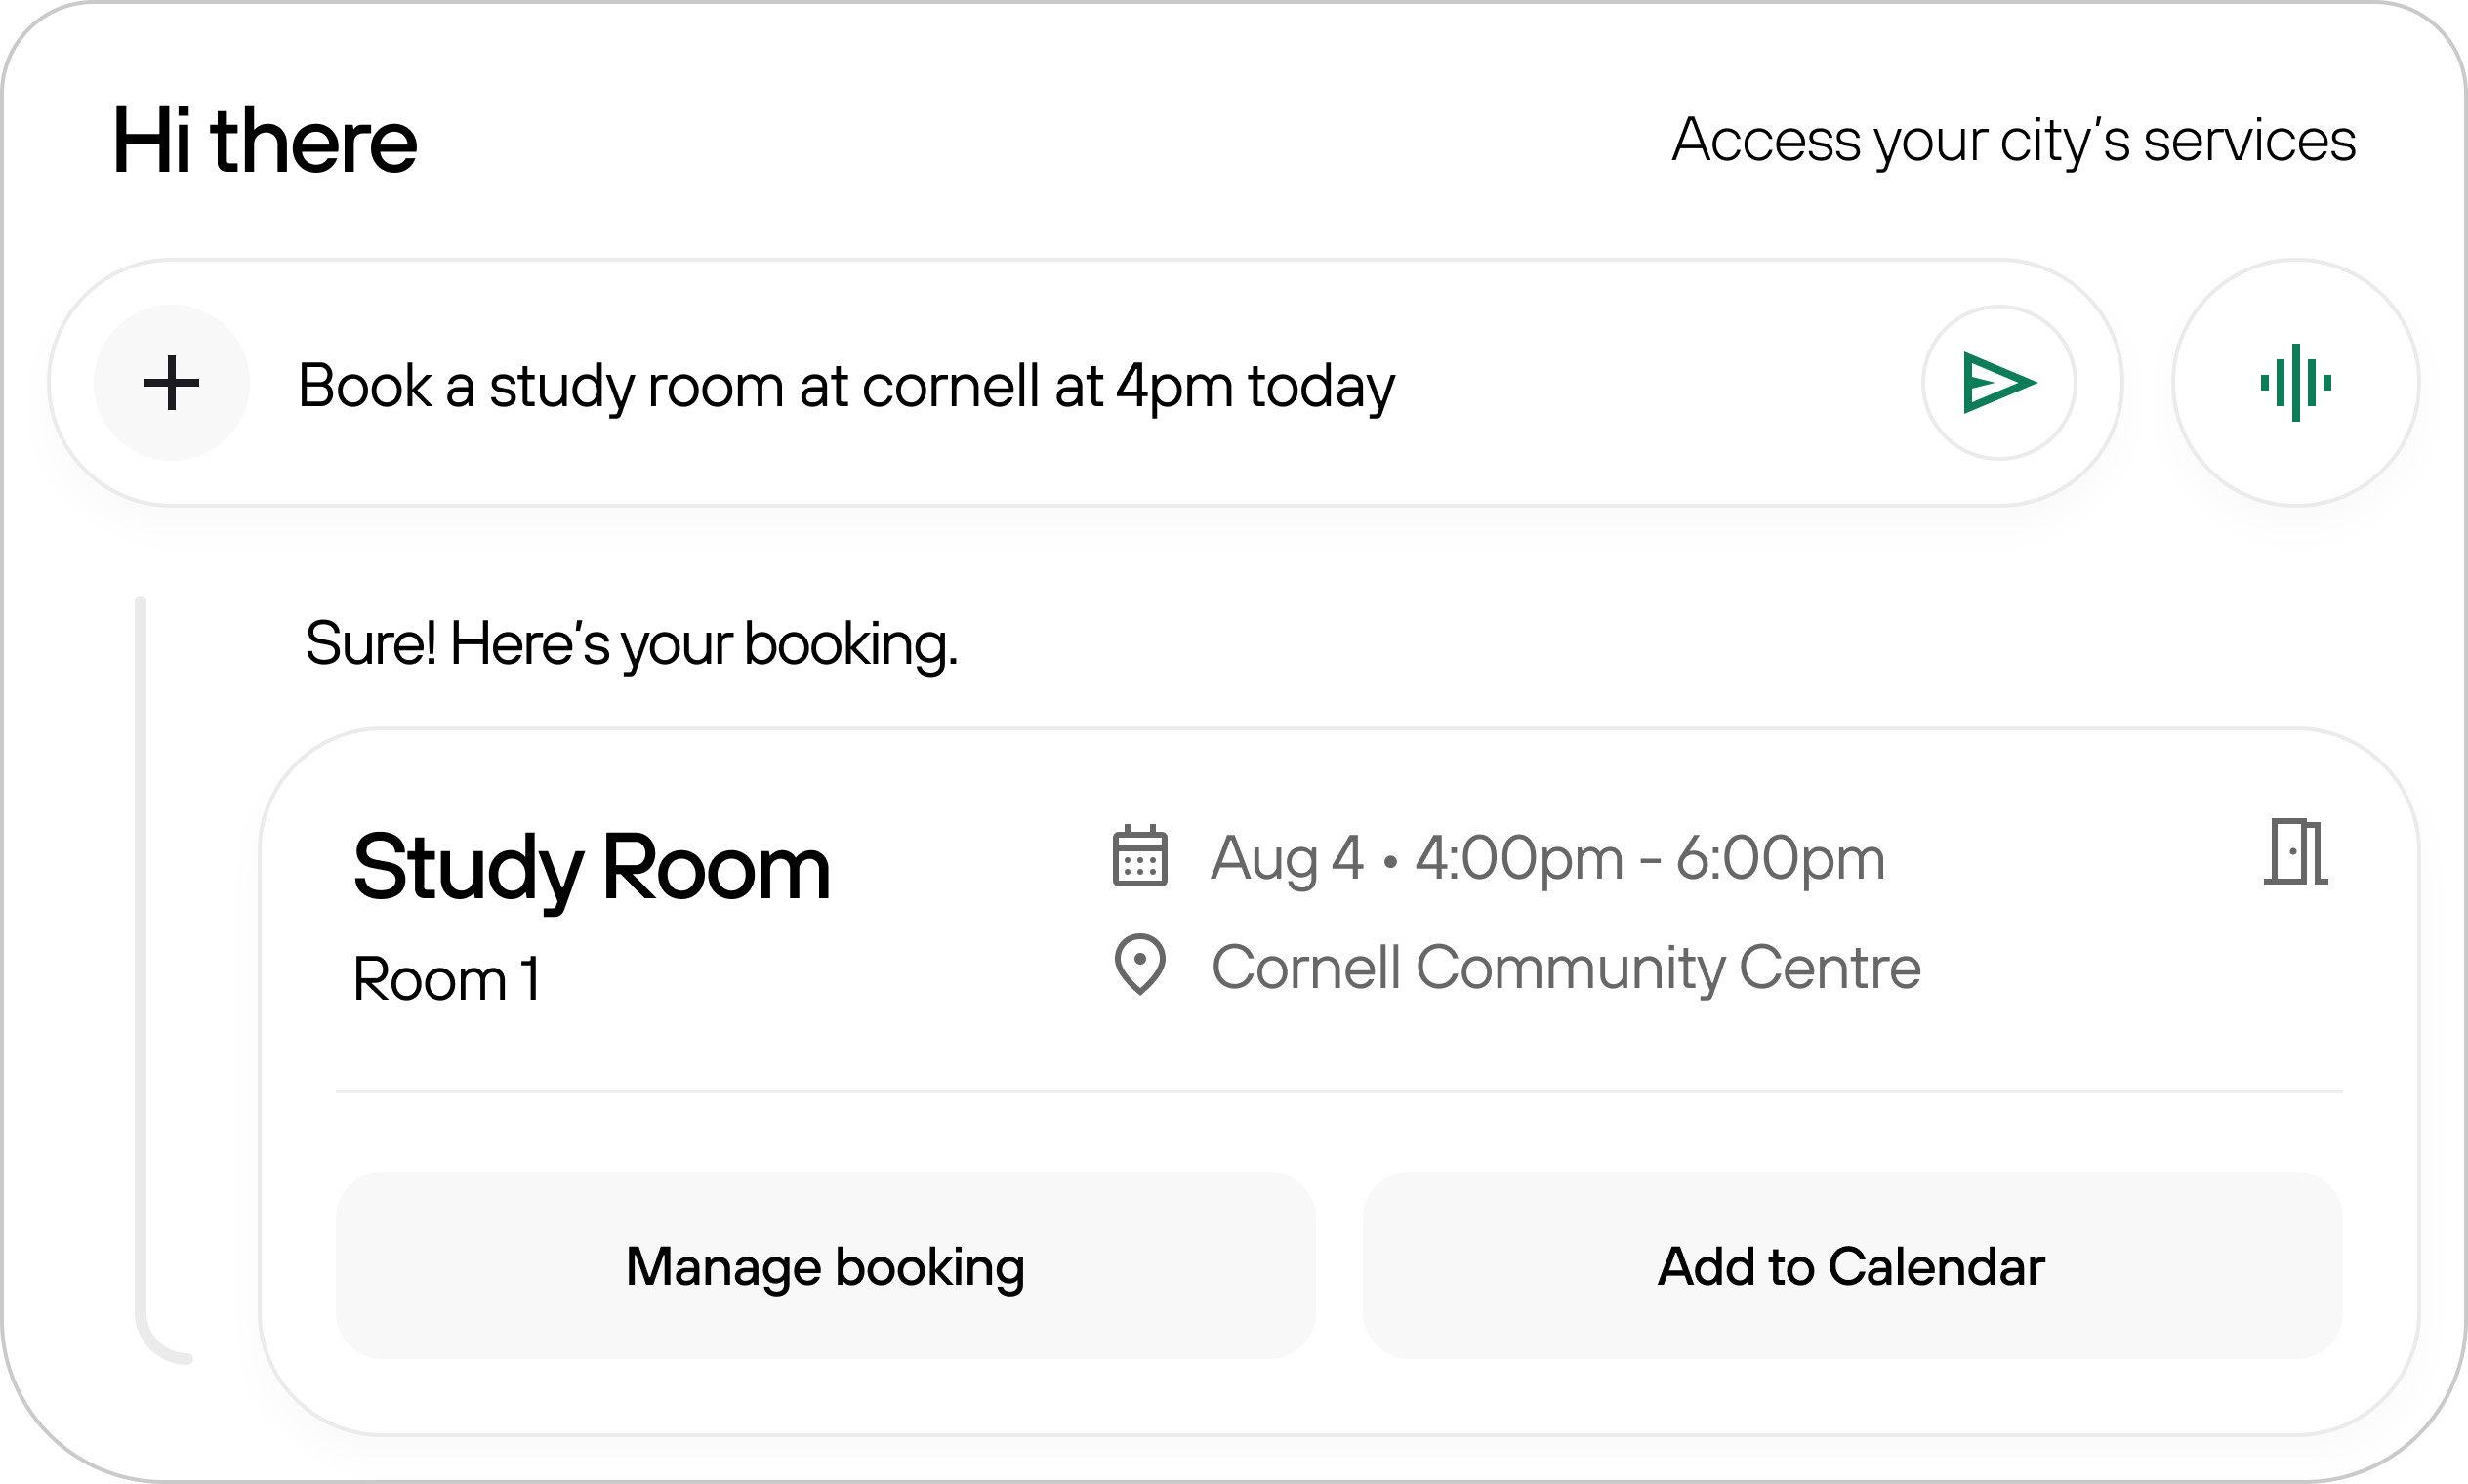 Hi there
Access your city's services
Book a study room at cornell at 4pm today
Sure! Here's your booking.
Study Room
Room 1
Aug 4 • 4:00pm - 6:00pm
Cornell Community Centre
Manage booking
Add to Calendar